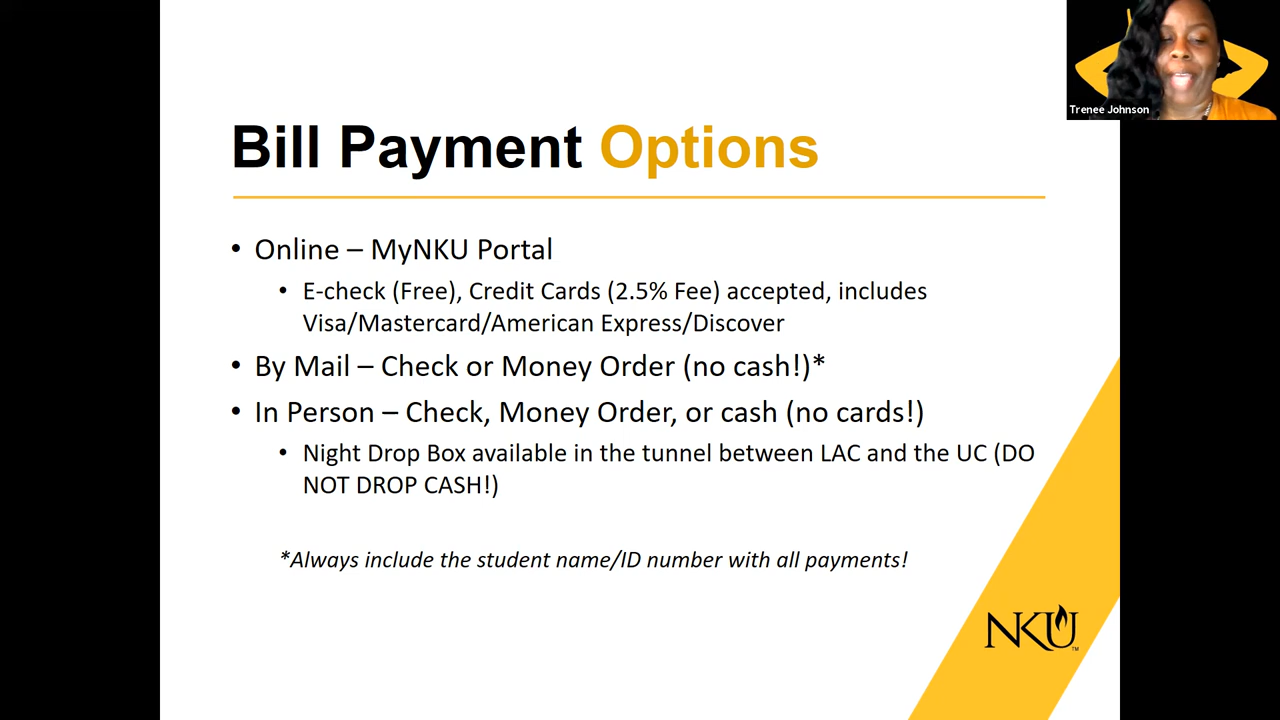 Trenee Johnson
Bill Payment Options
• Online – MyNKU Portal
• E-check (Free), Credit Cards (2.5% Fee) accepted, includes
Visa/Mastercard/American Express/Discover
• By Mail – Check or Money Order (no cash!)*
• In Person – Check, Money Order, or cash (no cards!)
• Night Drop Box available in the tunnel between LAC and the UC (DO
NOT DROP CASH!)
*Always include the student name/ID number with all payments!
NKU™